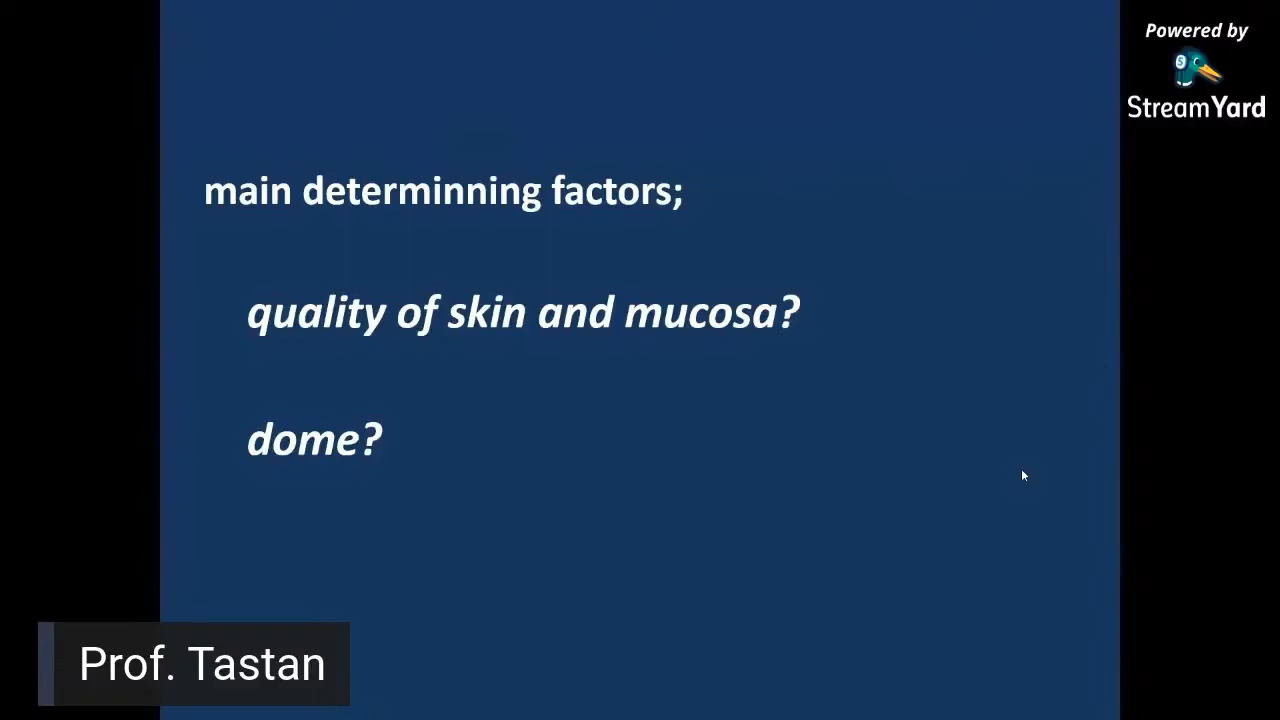 Powered by
StreamYard
main determinning factors;
quality of skin and mucosa?
dome?
Prof. Tastan